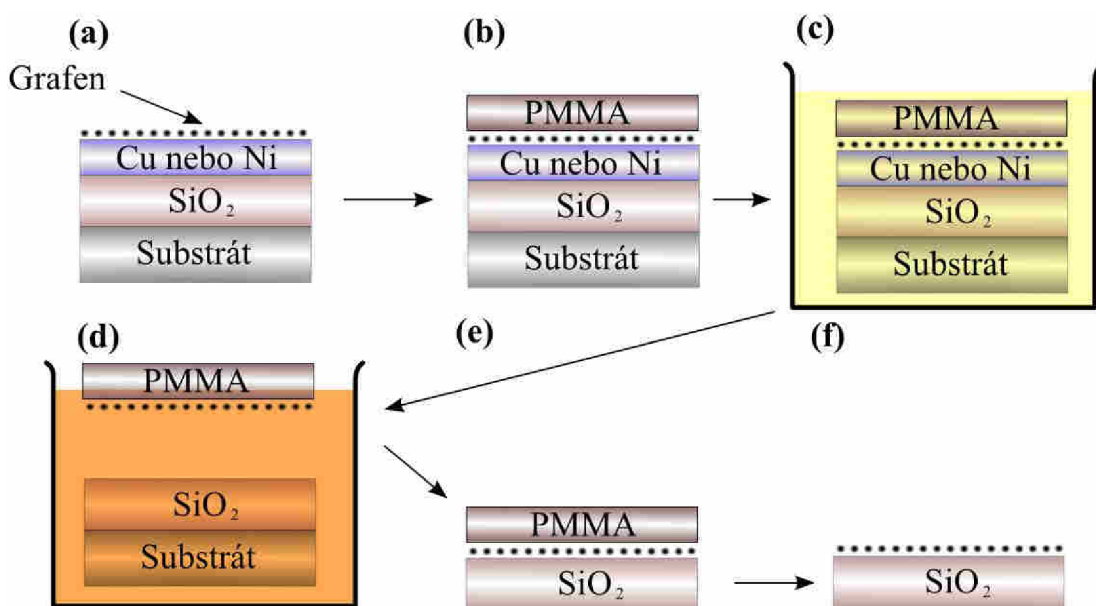 (a)
Grafen
Cu nebo Ni
SiO₂
Substrát
(b)
PMMA
Cu nebo Ni
SiO₂
Substrát
(c)
PMMA
Cu nebo Ni
SiO₂
Substrát
(d)
PMMA
SiO₂
Substrát
(e)
PMMA
SiO₂
(f)
SiO₂